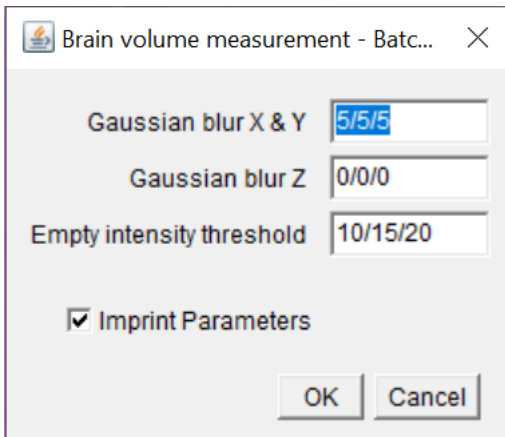 Brain volume measurement - Batc...
Gaussian blur X & Y 5/5/5
Gaussian blur Z 0/0/0
Empty intensity threshold 10/15/20
Imprint Parameters
OK Cancel